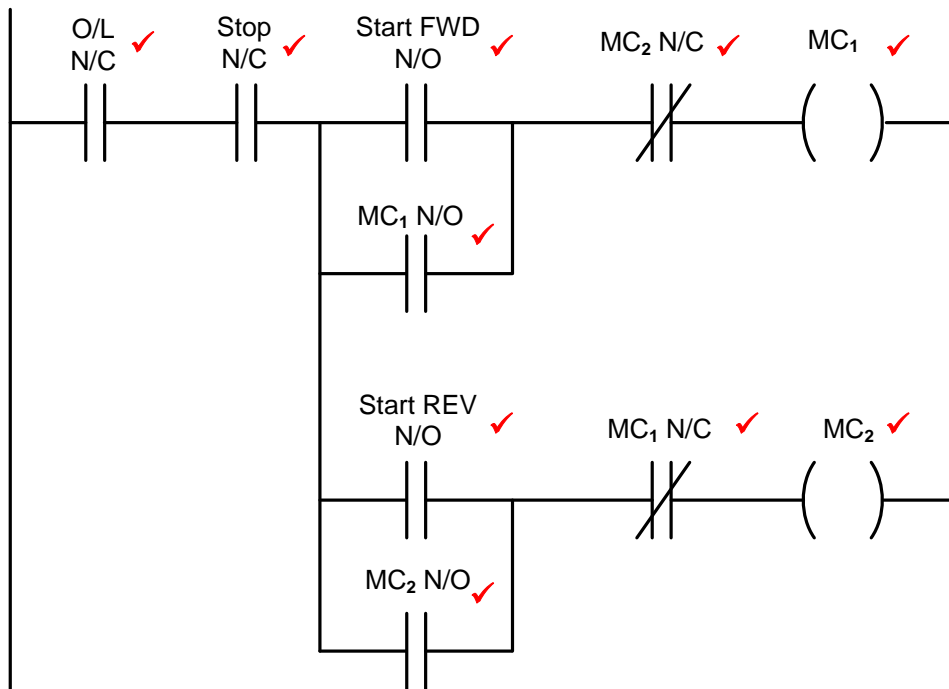 O/L
N/C
Stop
N/C
Start FWD
N/O
MC₂ N/C
MC₁
MC₁ N/O
Start REV
N/O
MC₁ N/C
MC₂
MC₂ N/O